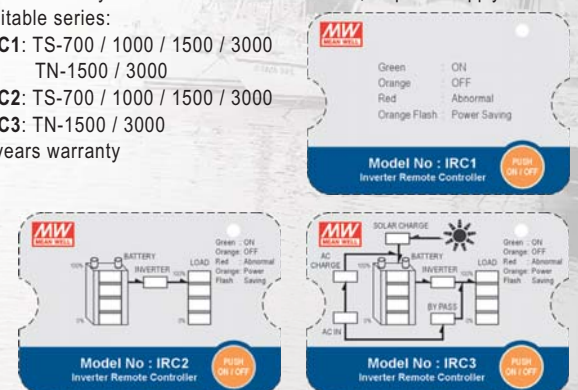 itable series:
C1: TS-700 / 1000 / 1500 / 3000
TN-1500 / 3000
C2: TS-700 / 1000 / 1500 / 3000
C3: TN-1500 / 3000
years warranty
MW
MEAN WELL
Green : ON
Orange : OFF
Red : Abnormal
Orange Flash : Power Saving
Model No : IRC1
Inverter Remote Controller
PUSH
ON / OFF
MW
MEAN WELL
Green : ON
Orange: OFF
Red : Abnormal
Orange: Power
Flash Saving
BATTERY
INVERTER
LOAD
100%
100%
0%
0%
Model No : IRC2
Inverter Remote Controller
PUSH
ON / OFF
MW
MEAN WELL
SOLAR CHARGE
Green : ON
Orange: OFF
Red : Abnormal
Orange: Power
Flash Saving
AC
CHARGE
BATTERY
INVERTER
LOAD
100%
100%
BY PASS
0%
0%
AC IN
Model No : IRC3
Inverter Remote Controller
PUSH
ON / OFF